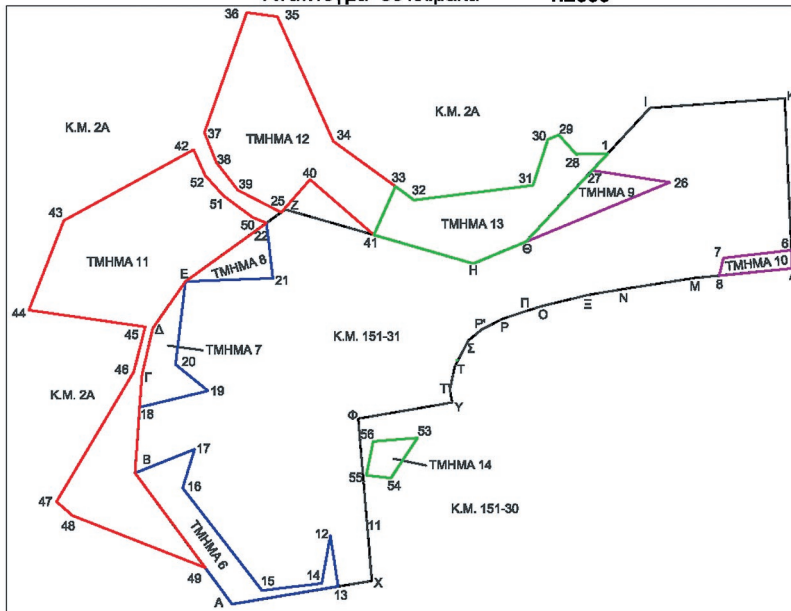 36
35
Κ.Μ. 2Α
Κ.Μ. 2Α
Ι
Κ
37
ΤΜΗΜΑ 12
34
30
29
1
28
42
38
52
39
40
33
32
31
27
ΤΜΗΜΑ 9
26
51
25
Ζ
43
50
22
41
ΤΜΗΜΑ 13
Θ
Η
6
7
ΤΜΗΜΑ 10
8
ΤΜΗΜΑ 11
ΤΜΗΜΑ 8
21
Ε
Μ
Ν
Ξ
Ο
Π
Ρ
Ρ'
Σ
Τ
Υ
44
45
Δ
Κ.Μ. 151-31
ΤΜΗΜΑ 7
20
46
Γ
19
Κ.Μ. 2Α
18
Φ
56
53
17
Β
ΤΜΗΜΑ 14
55
54
16
47
48
Κ.Μ. 151-30
11
12
ΤΜΗΜΑ 6
49
15
14
13
Χ
Α